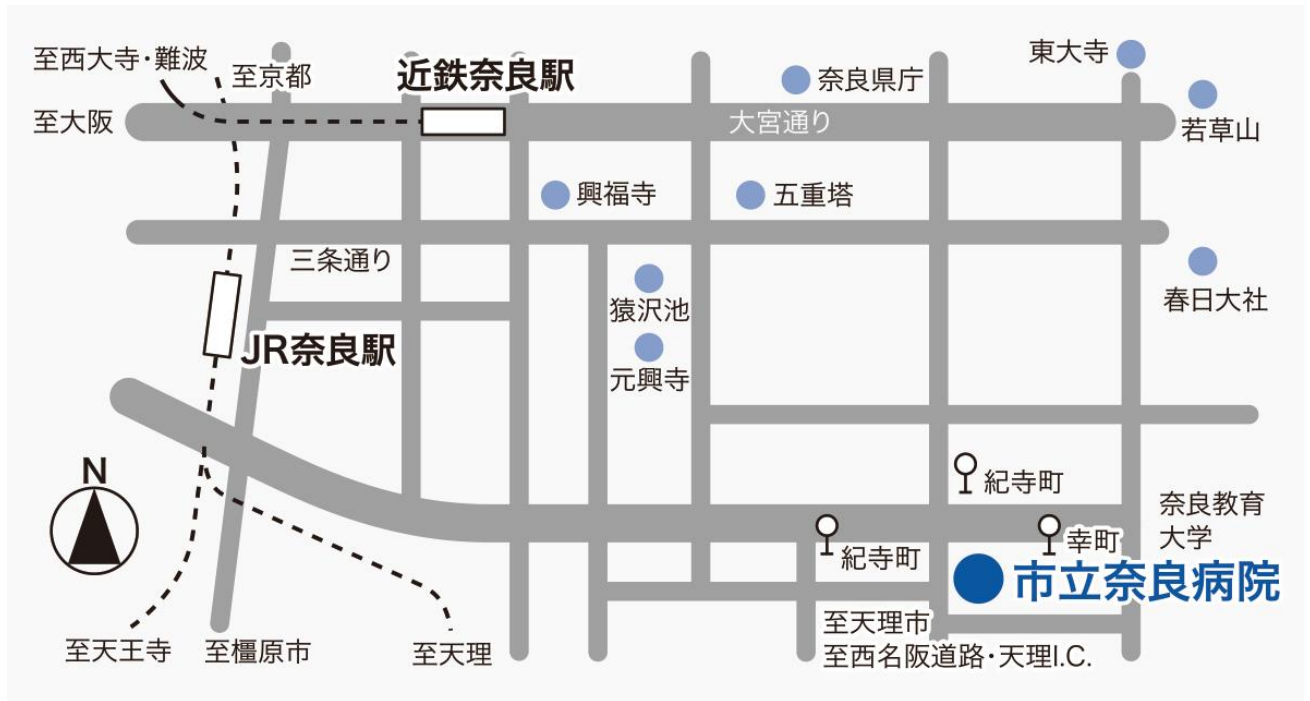 至西大寺・難波
至京都
近鉄奈良駅
奈良県庁
東大寺
至大阪
大宮通り
若草山
興福寺
五重塔
三条通り
猿沢池
春日大社
JR奈良駅
元興寺
N
紀寺町
奈良教育
大学
紀寺町
幸町
市立奈良病院
至天王寺
至橿原市
至天理
至天理市
至西名阪道路・天理I.C.